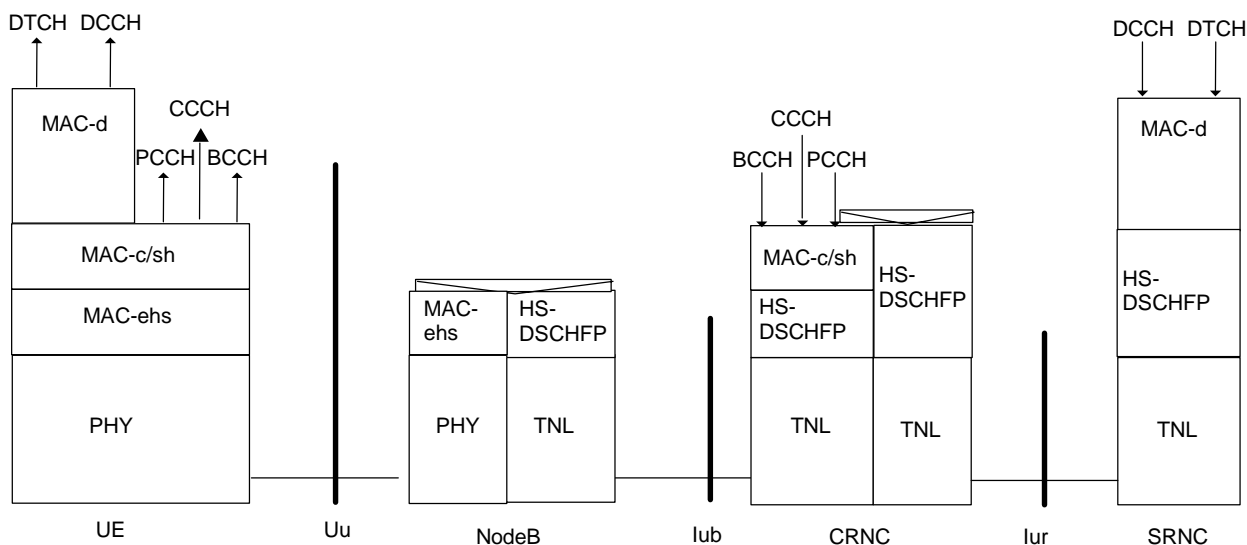 DTCH DCCH
MAC-d
CCCH
PCCH BCCH
MAC-c/sh
MAC-ehs
PHY
UE
Uu
MAC-
ehs
HS-
DSCHFP
PHY
TNL
NodeB
Iub
CCCH
BCCH PCCH
MAC-c/sh
HS-
DSCHFP
HS-
DSCHFP
TNL
TNL
CRNC
Iur
DCCH DTCH
MAC-d
HS-
DSCHFP
TNL
SRNC